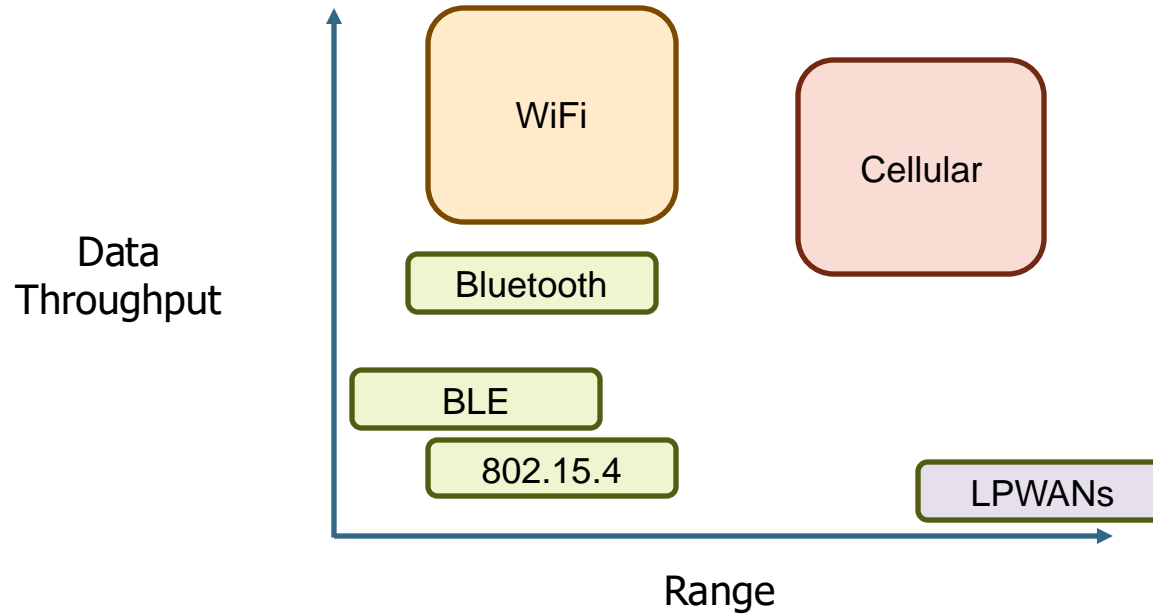 WiFi
Cellular
Data
Throughput
Bluetooth
BLE
802.15.4
LPWANs
Range